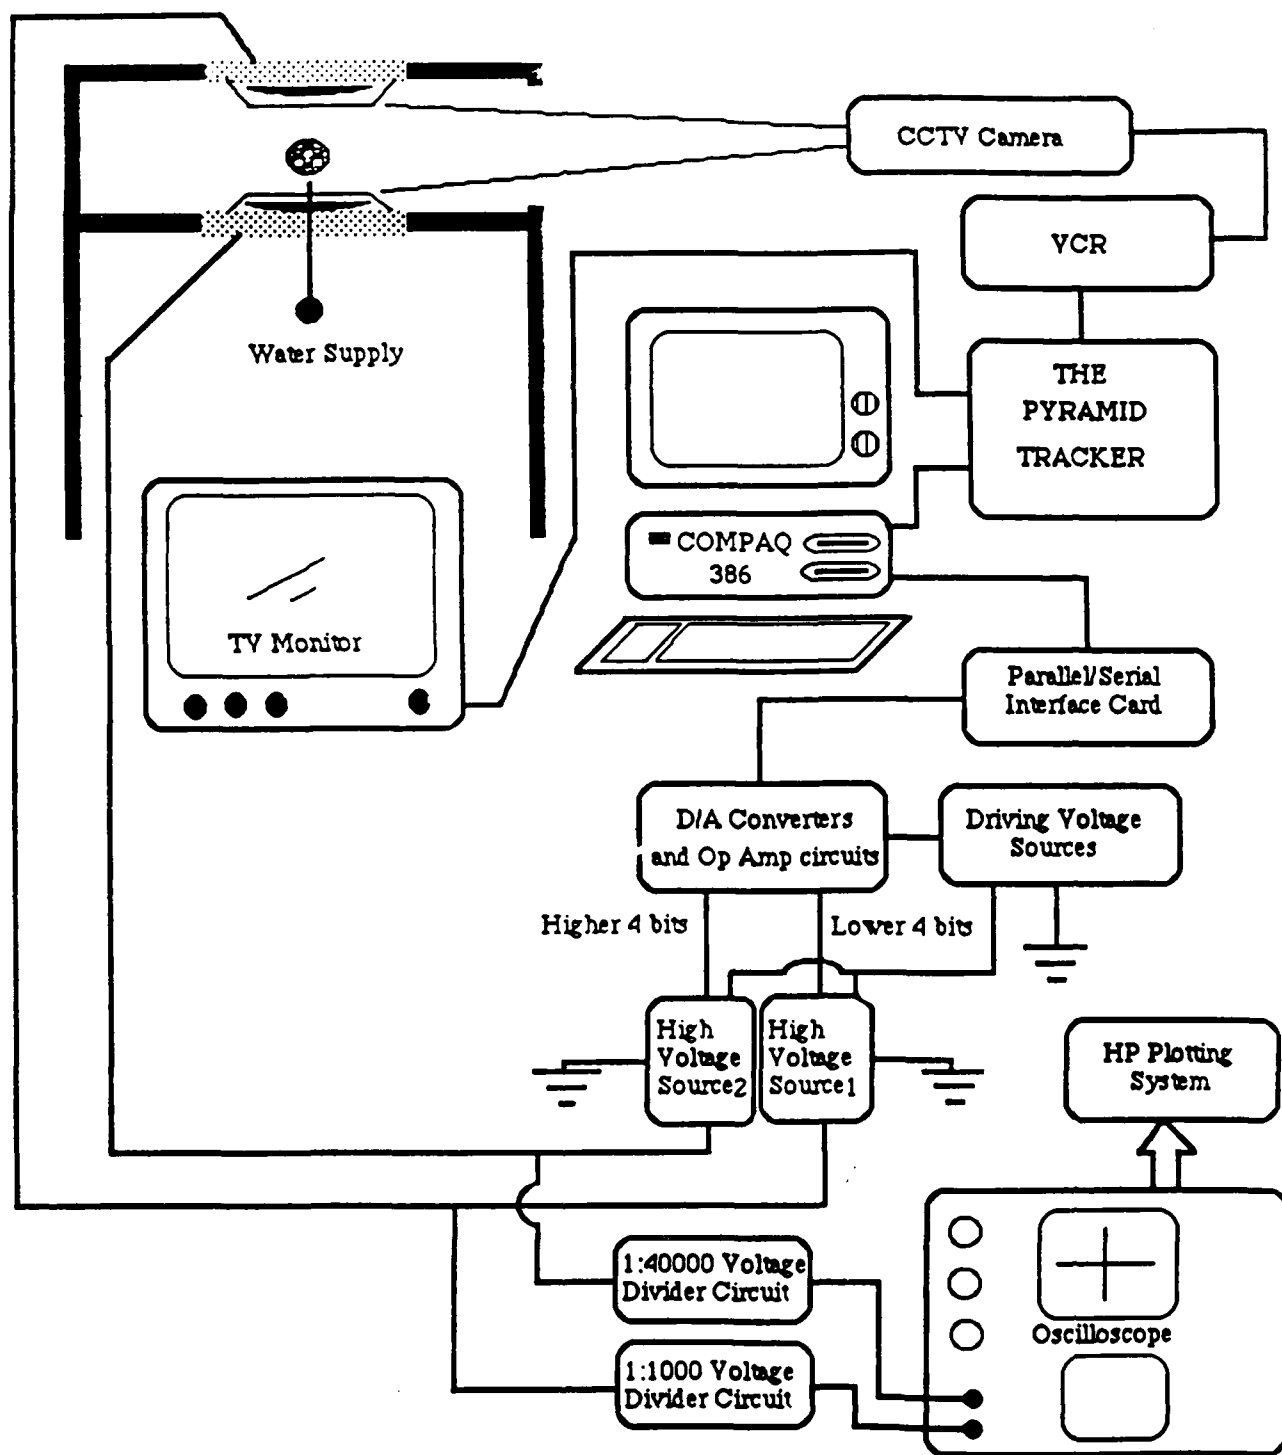 CCTV Camera
VCR
Water Supply
THE
PYRAMID
TRACKER
COMPAQ
386
TV Monitor
Parallel/Serial
Interface Card
D/A Converters
and Op Amp circuits
Driving Voltage
Sources
Higher 4 bits
Lower 4 bits
High
Voltage
Source2
High
Voltage
Source1
HP Plotting
System
1:40000 Voltage
Divider Circuit
Oscilloscope
1:1000 Voltage
Divider Circuit